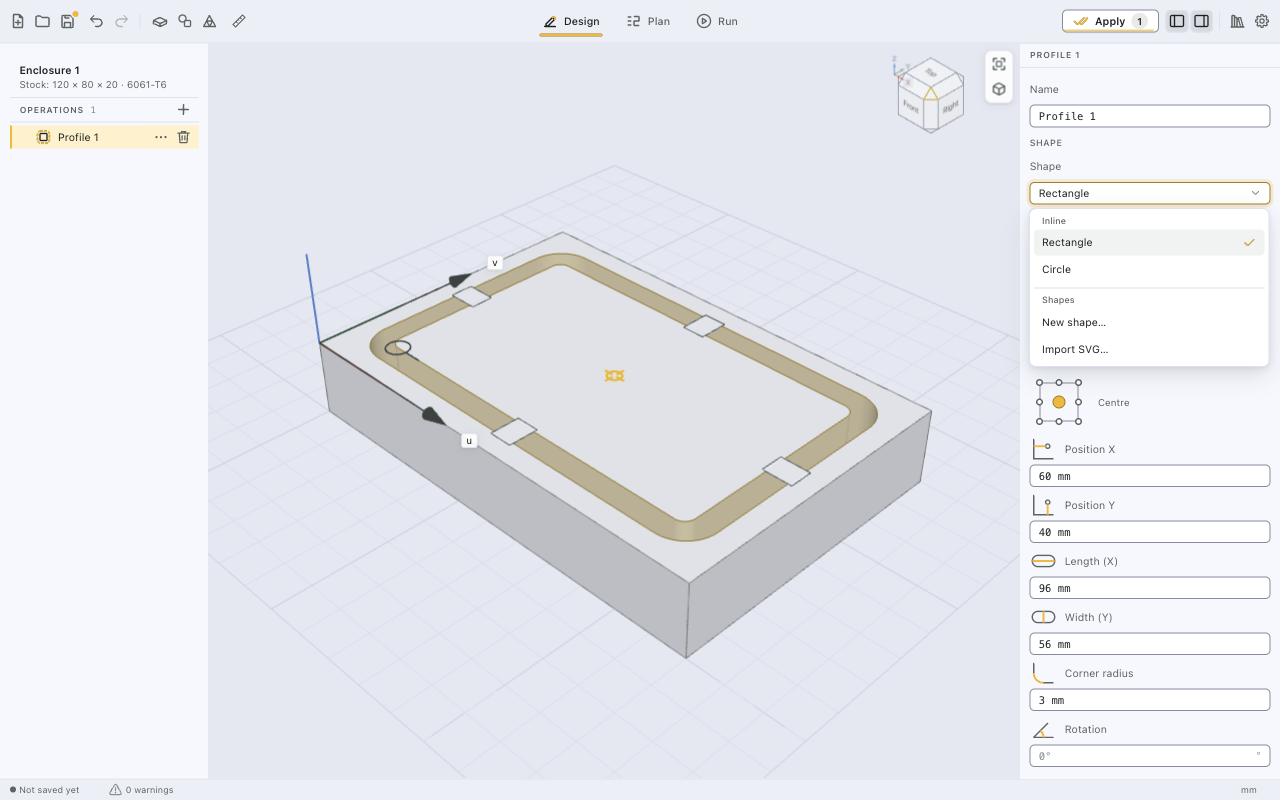 Design
Plan
Run
Apply 1
Enclosure 1
Stock: 120 × 80 × 20 · 6061-T6
OPERATIONS 1
Profile 1
v
u
Z
Top
Front
Right
PROFILE 1
Name
Profile 1
SHAPE
Shape
Rectangle
Inline
Rectangle
Circle
Shapes
New shape...
Import SVG...
Centre
Position X
60 mm
Position Y
40 mm
Length (X)
96 mm
Width (Y)
56 mm
Corner radius
3 mm
Rotation
0° °
Not saved yet
0 warnings
mm